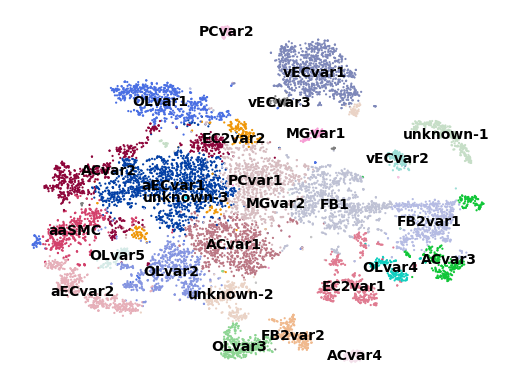 PCvar2
vECvar1
OLvar1
vECvar3
EC2var2
MGvar1
unknown-1
vECvar2
ACvar2
PCvar1
aECvar1
unknown-3
MGvar2
FB1
FB2var1
aaSMC
ACvar1
OLvar5
OLvar2
OLvar4
ACvar3
aECvar2
unknown-2
EC2var1
FB2var2
OLvar3
ACvar4